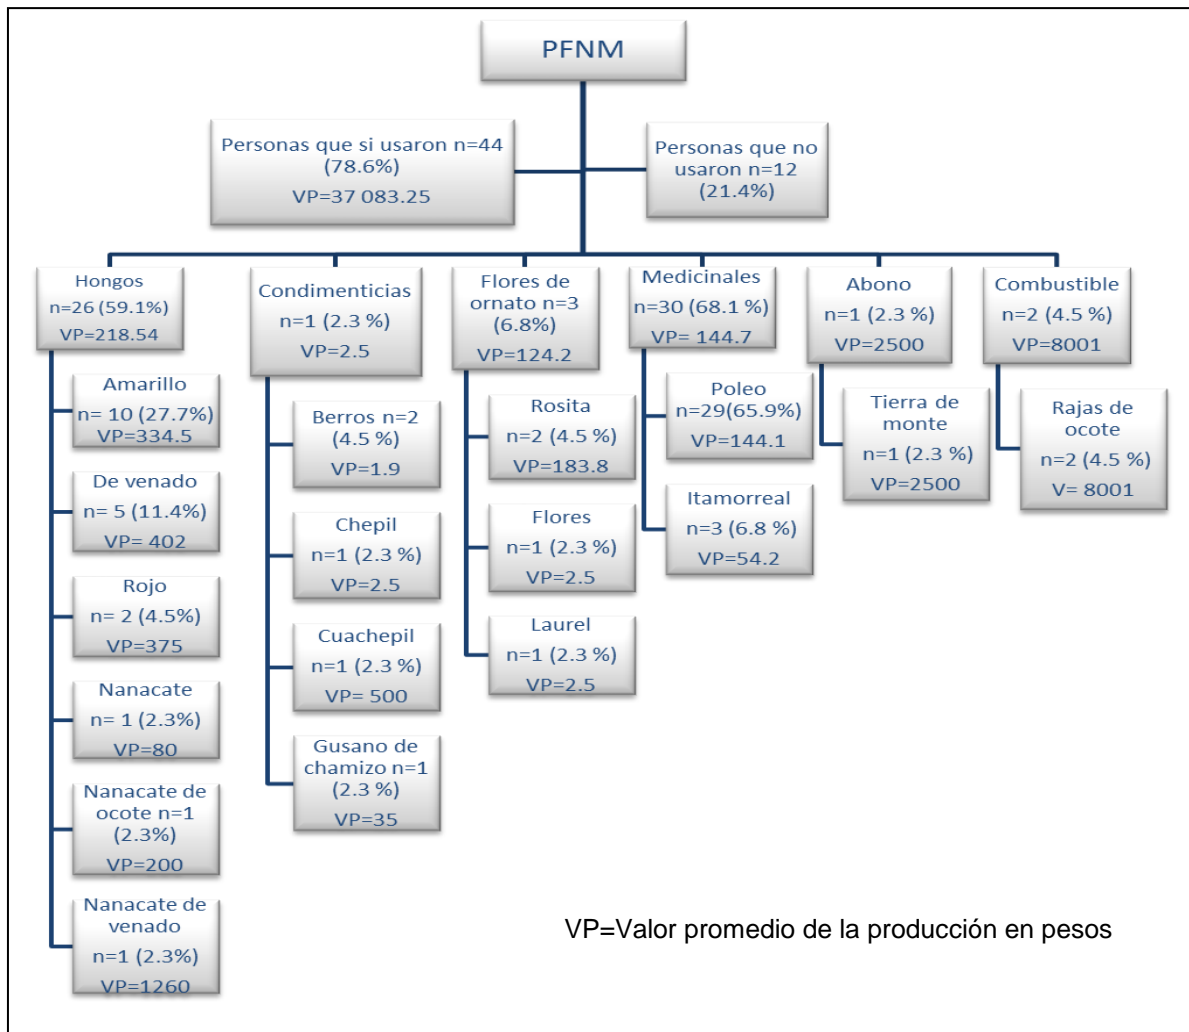 PFNM
Personas que si usaron n=44
(78.6%)
VP=37 083.25
Personas que no
usaron n=12
(21.4%)
Hongos
n=26 (59.1%)
VP=218.54
Amarillo
n= 10 (27.7%)
VP=334.5
De venado
n= 5 (11.4%)
VP= 402
Rojo
n= 2 (4.5%)
VP=375
Nanacate
n= 1 (2.3%)
VP=80
Nanacate de
ocote n=1
(2.3%)
VP=200
Nanacate de
venado
n=1 (2.3%)
VP=1260
Condimenticias
n=1 (2.3 %)
VP=2.5
Berros n=2
(4.5 %)
VP=1.9
Chepil
n=1 (2.3 %)
VP=2.5
Cuachepil
n=1 (2.3 %)
VP= 500
Gusano de
chamizo n=1
(2.3 %)
VP=35
Flores de
ornato n=3
(6.8%)
VP=124.2
Rosita
n=2 (4.5 %)
VP=183.8
Flores
n=1 (2.3 %)
VP=2.5
Laurel
n=1 (2.3 %)
VP=2.5
Medicinales
n=30 (68.1 %)
VP= 144.7
Poleo
n=29(65.9%)
VP=144.1
Itamorreal
n=3 (6.8 %)
VP=54.2
Abono
n=1 (2.3 %)
VP=2500
Tierra de
monte
n=1 (2.3 %)
VP=2500
Combustible
n=2 (4.5 %)
VP=8001
Rajas de
ocote
n=2 (4.5 %)
V= 8001
VP=Valor promedio de la producción en pesos